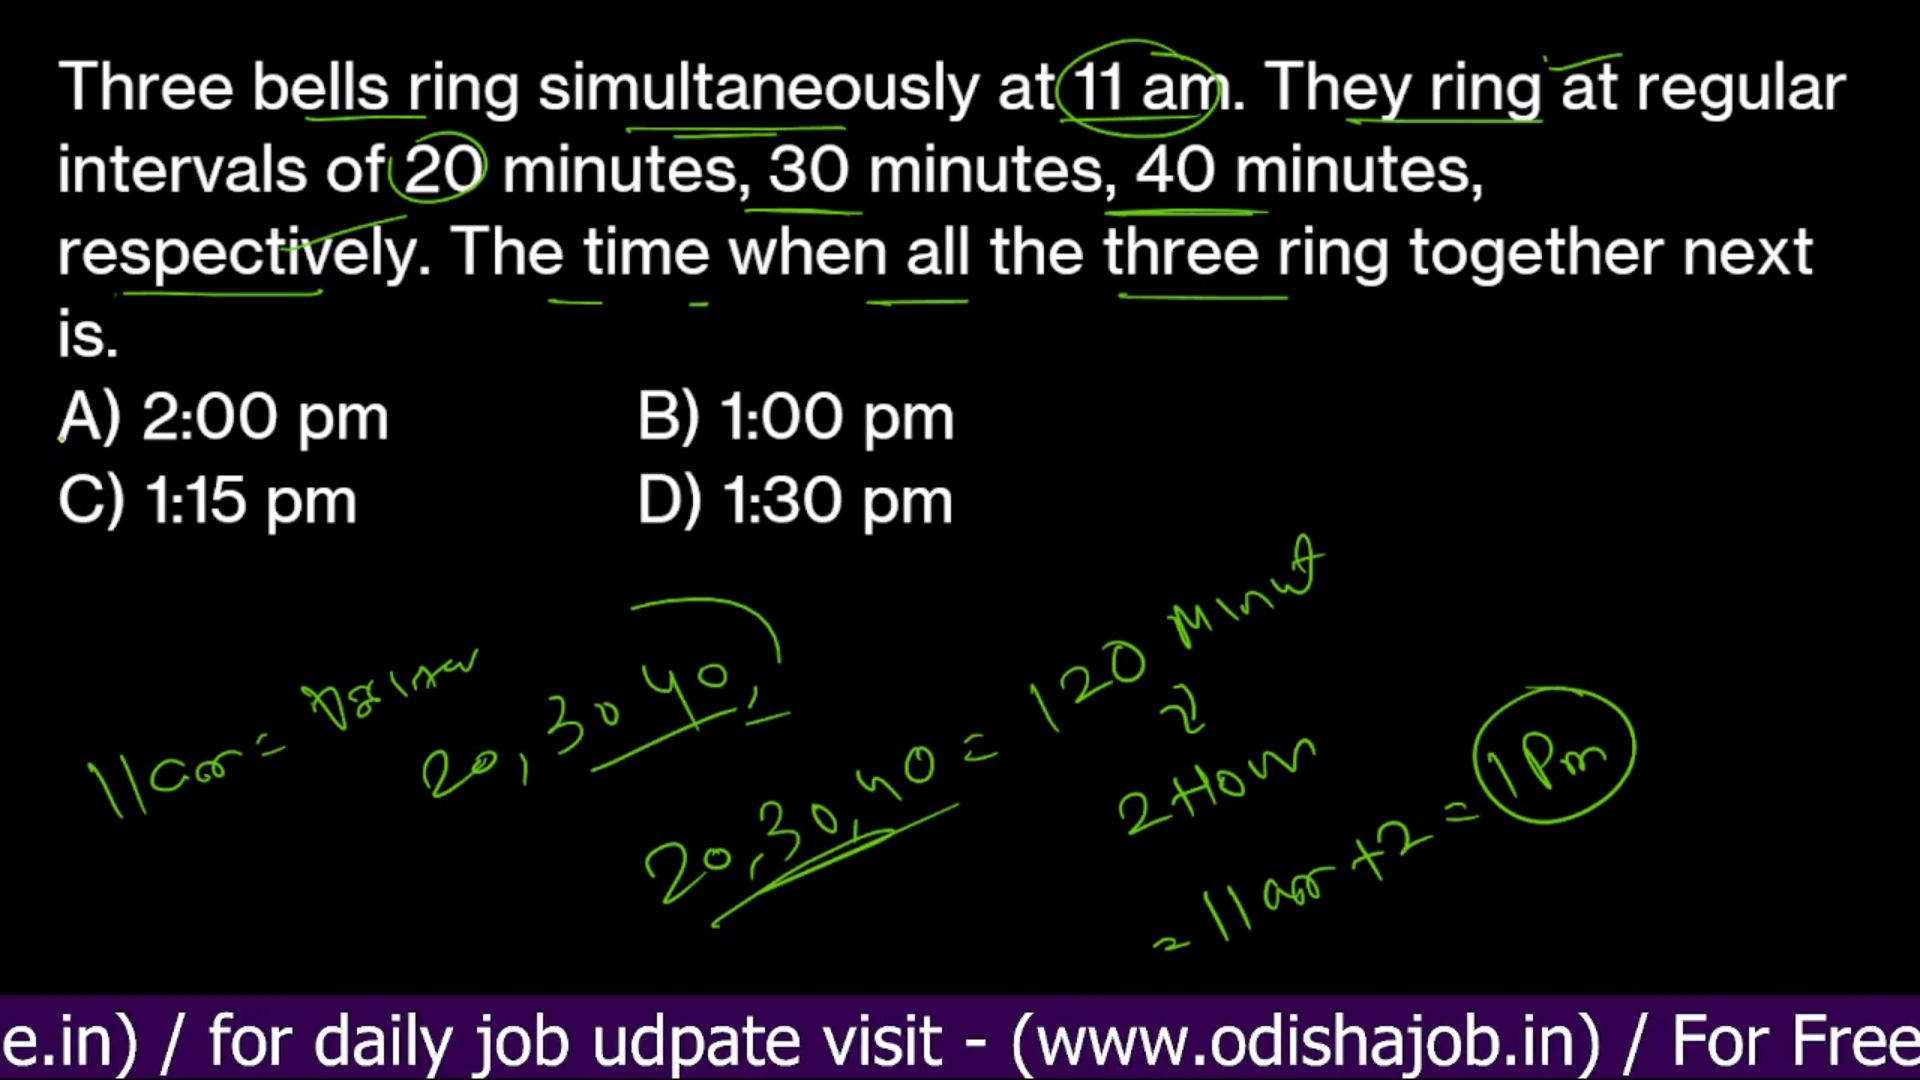 Three bells ring simultaneously at 11 am. They ring at regular
intervals of 20 minutes, 30 minutes, 40 minutes,
respectively. The time when all the three ring together next
is.
A) 2:00 pm B) 1:00 pm
C) 1:15 pm D) 1:30 pm
11am =
20, 30 40,
20, 30, 40 = 120 Minut
2 Hour
= 11am + 2 = 1 Pm
e.in) / for daily job udpate visit - (www.odishajob.in) / For Free